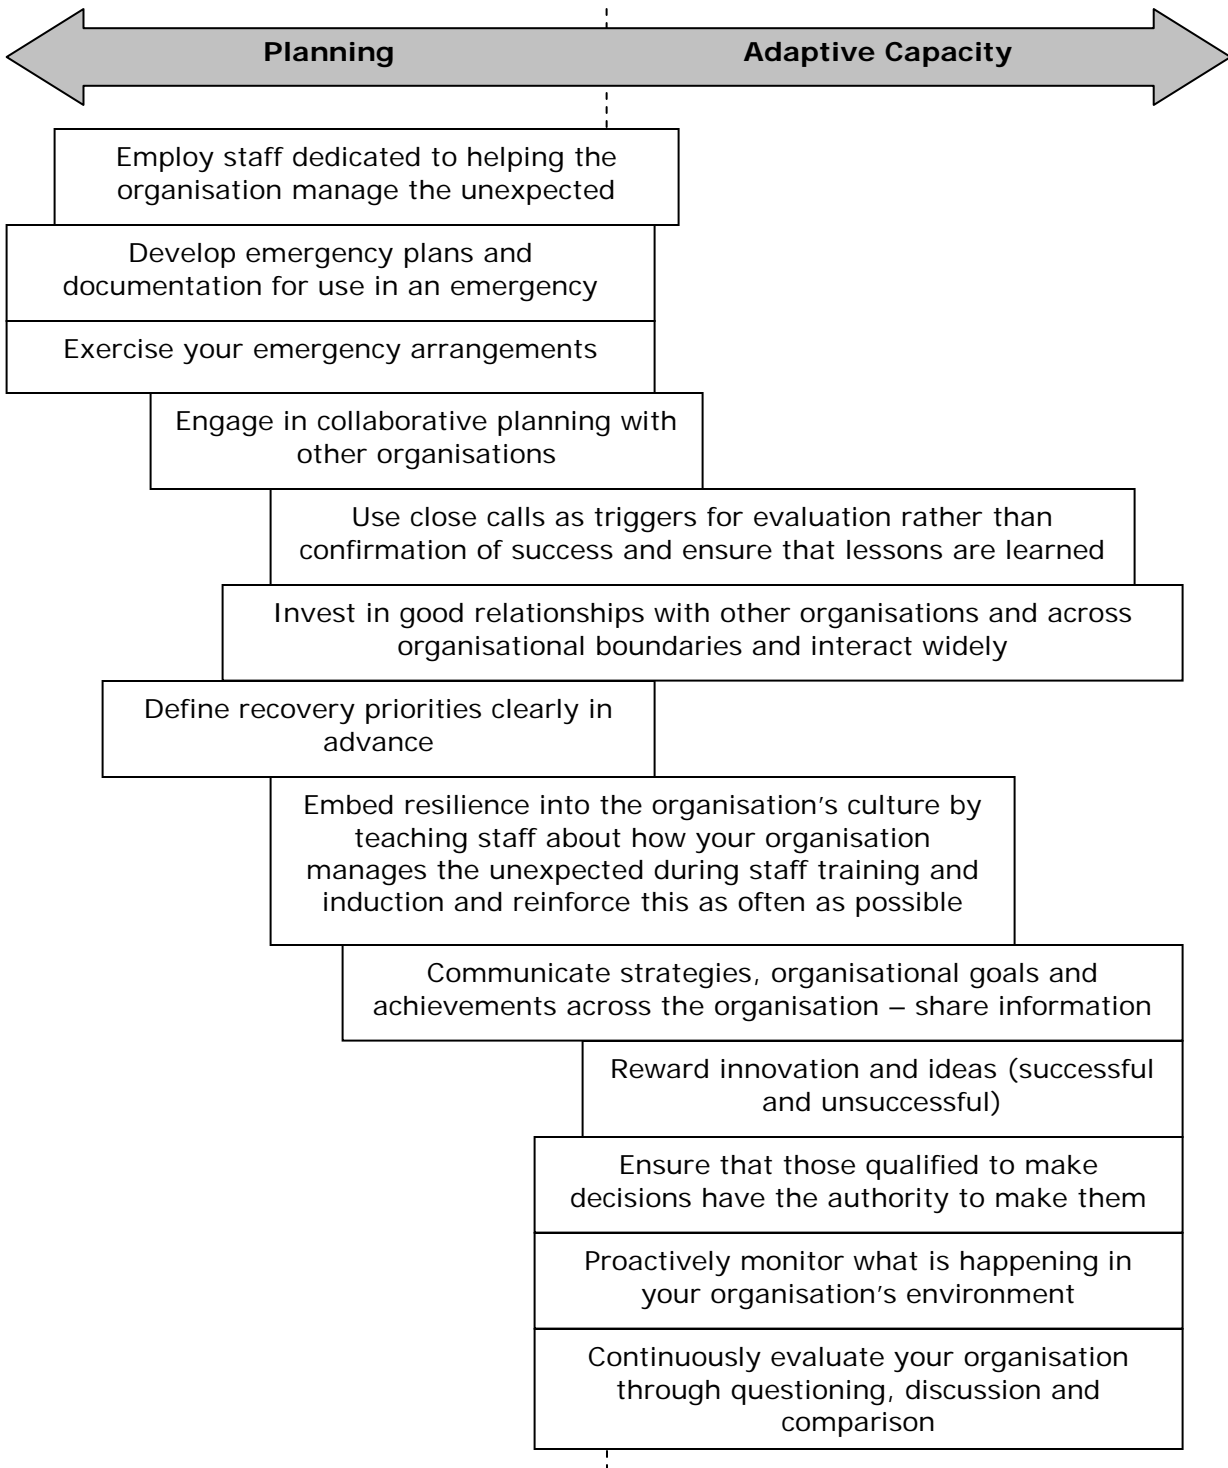 Planning
Adaptive Capacity
Employ staff dedicated to helping the
organisation manage the unexpected
Develop emergency plans and
documentation for use in an emergency
Exercise your emergency arrangements
Engage in collaborative planning with
other organisations
Use close calls as triggers for evaluation rather than
confirmation of success and ensure that lessons are learned
Invest in good relationships with other organisations and across
organisational boundaries and interact widely
Define recovery priorities clearly in
advance
Embed resilience into the organisation's culture by
teaching staff about how your organisation
manages the unexpected during staff training and
induction and reinforce this as often as possible
Communicate strategies, organisational goals and
achievements across the organisation – share information
Reward innovation and ideas (successful
and unsuccessful)
Ensure that those qualified to make
decisions have the authority to make them
Proactively monitor what is happening in
your organisation's environment
Continuously evaluate your organisation
through questioning, discussion and
comparison